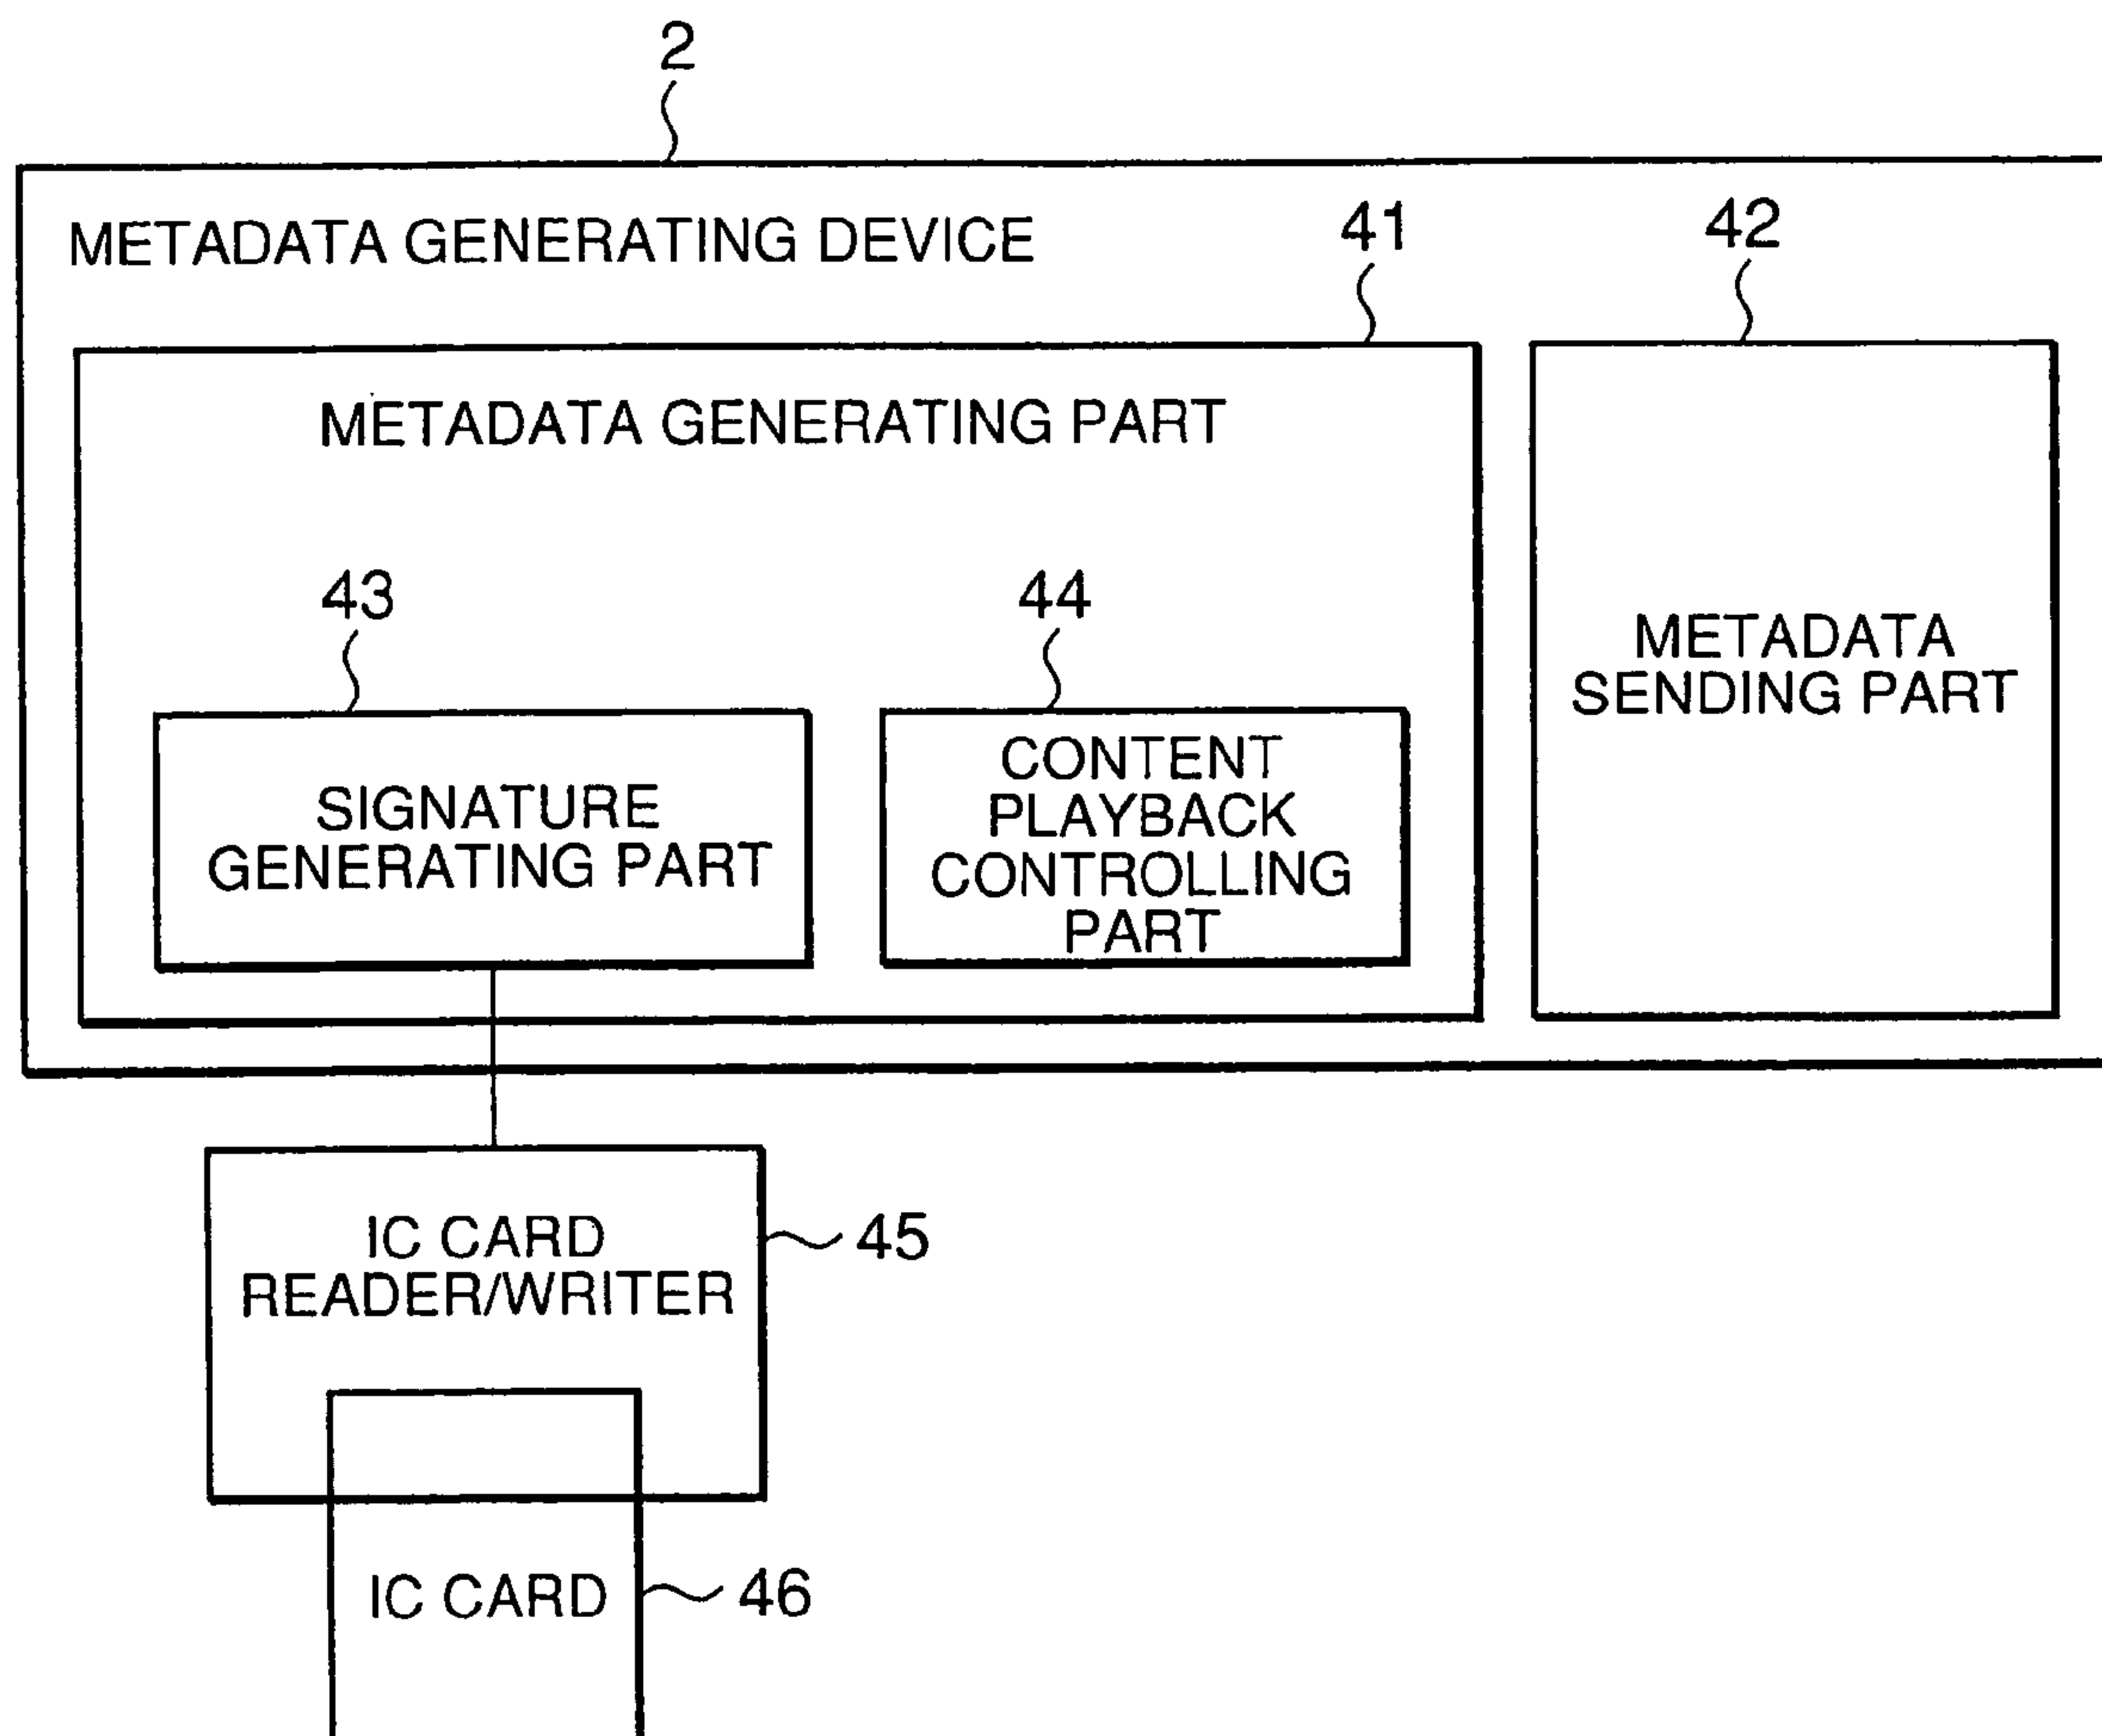 2
METADATA GENERATING DEVICE
41
42
METADATA GENERATING PART
43
44
METADATA
SENDING PART
SIGNATURE
GENERATING PART
CONTENT
PLAYBACK
CONTROLLING
PART
IC CARD
READER/WRITER
45
IC CARD
46